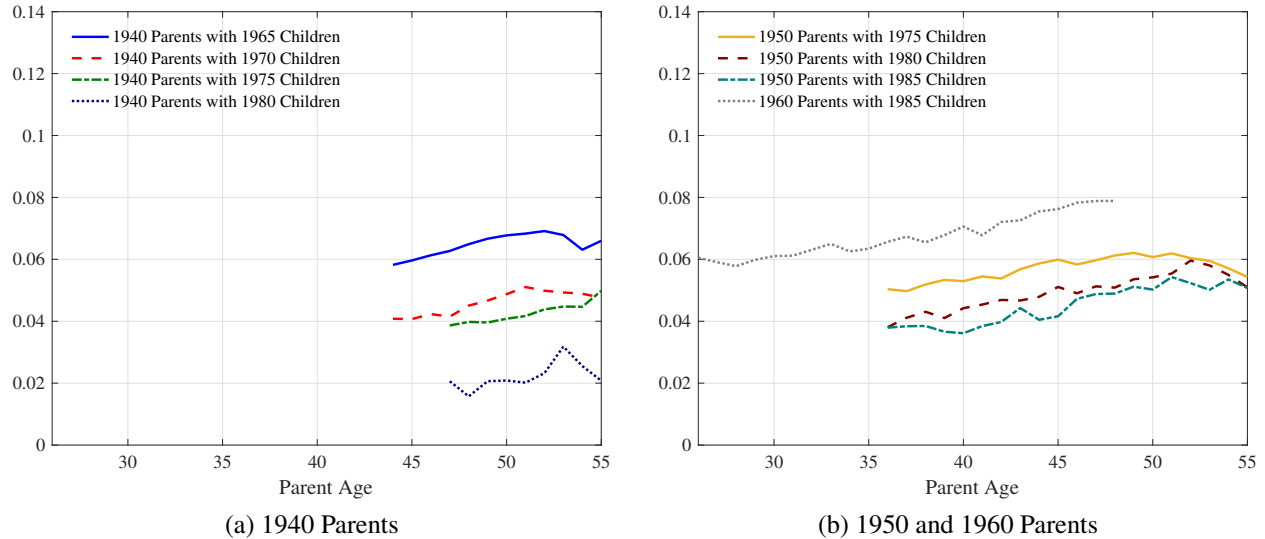 0.14
0.12
0.1
0.08
0.06
0.04
0.02
0
1940 Parents with 1965 Children
1940 Parents with 1970 Children
1940 Parents with 1975 Children
1940 Parents with 1980 Children
30 35 40 45 50 55
Parent Age
(a) 1940 Parents
0.14
0.12
0.1
0.08
0.06
0.04
0.02
0
1950 Parents with 1975 Children
1950 Parents with 1980 Children
1950 Parents with 1985 Children
1960 Parents with 1985 Children
30 35 40 45 50 55
Parent Age
(b) 1950 and 1960 Parents